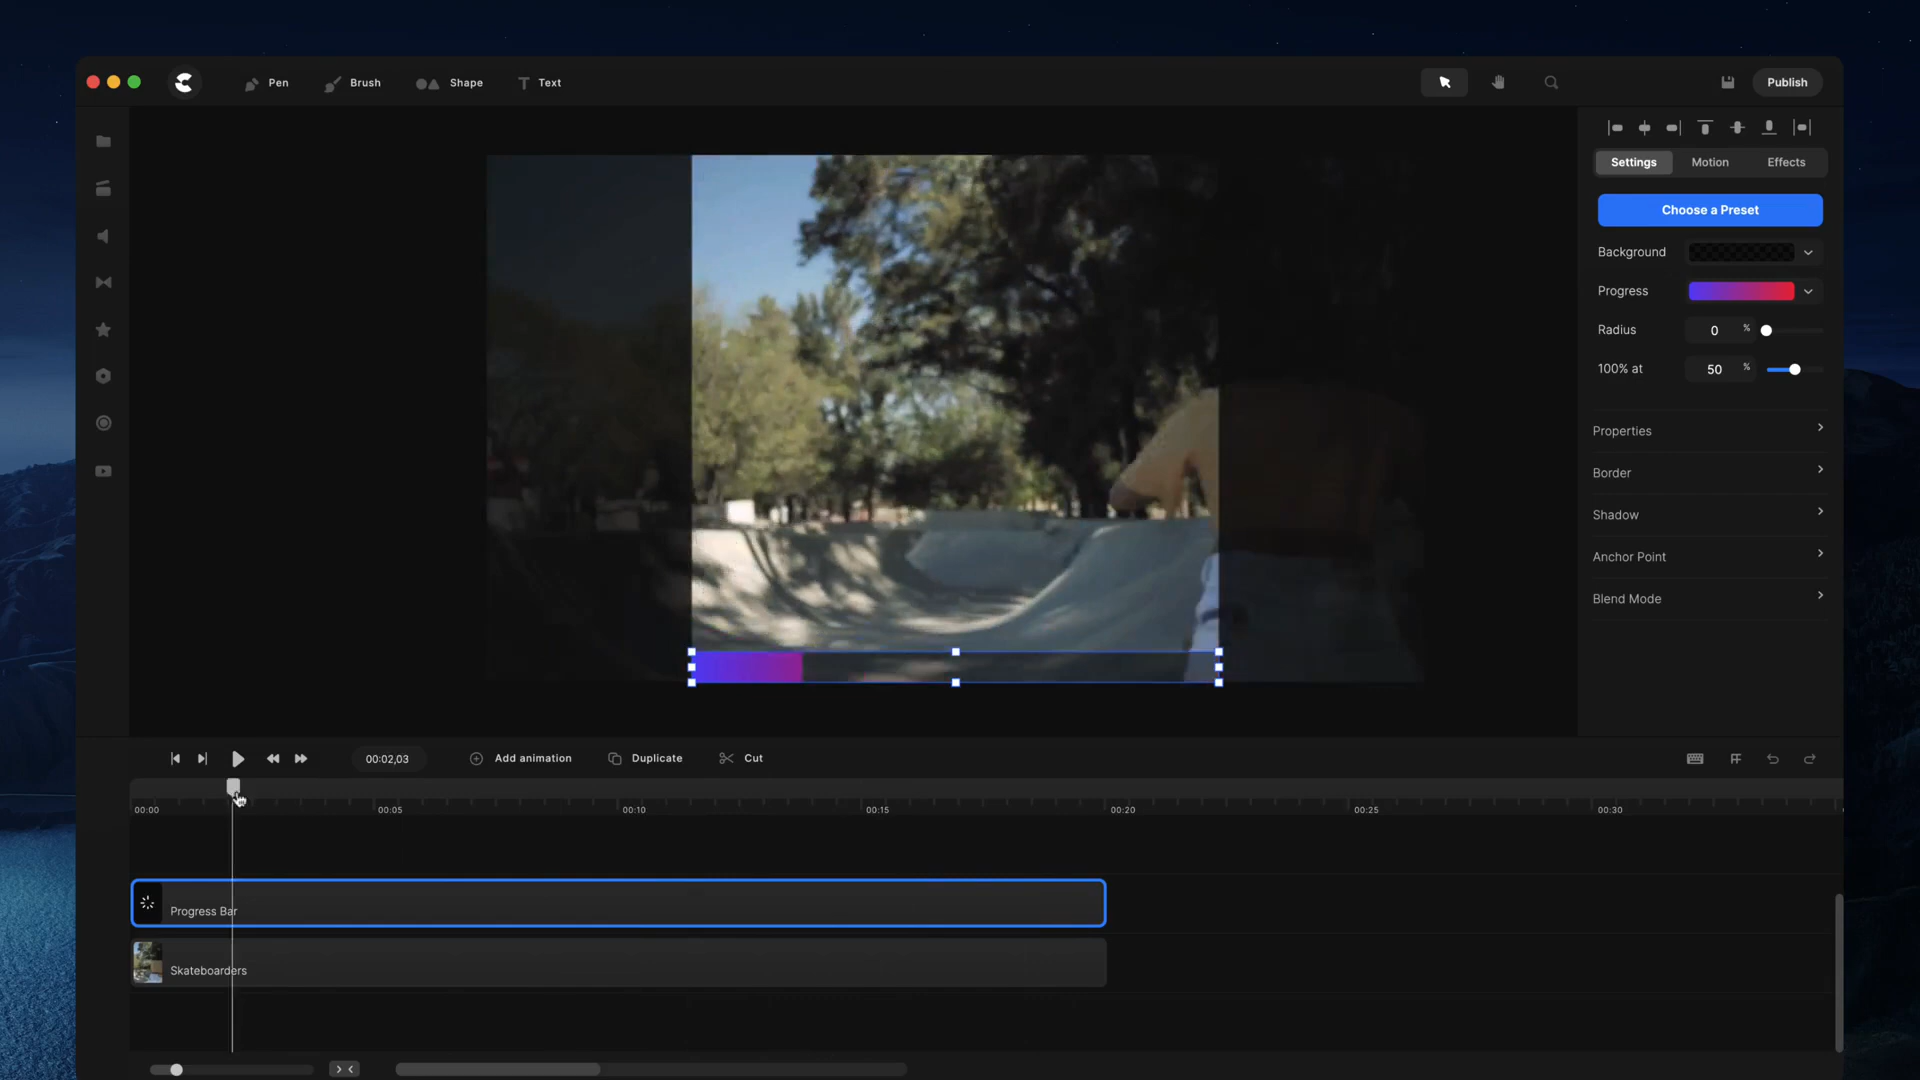 Pen
Brush
Shape
Text
Publish
Settings
Motion
Effects
Choose a Preset
Background
Progress
Radius
0 %
100% at
50 %
Properties
Border
Shadow
Anchor Point
Blend Mode
00:02,03
Add animation
Duplicate
Cut
00:00
00:05
00:10
00:15
00:20
00:25
00:30
Progress Bar
Skateboarders